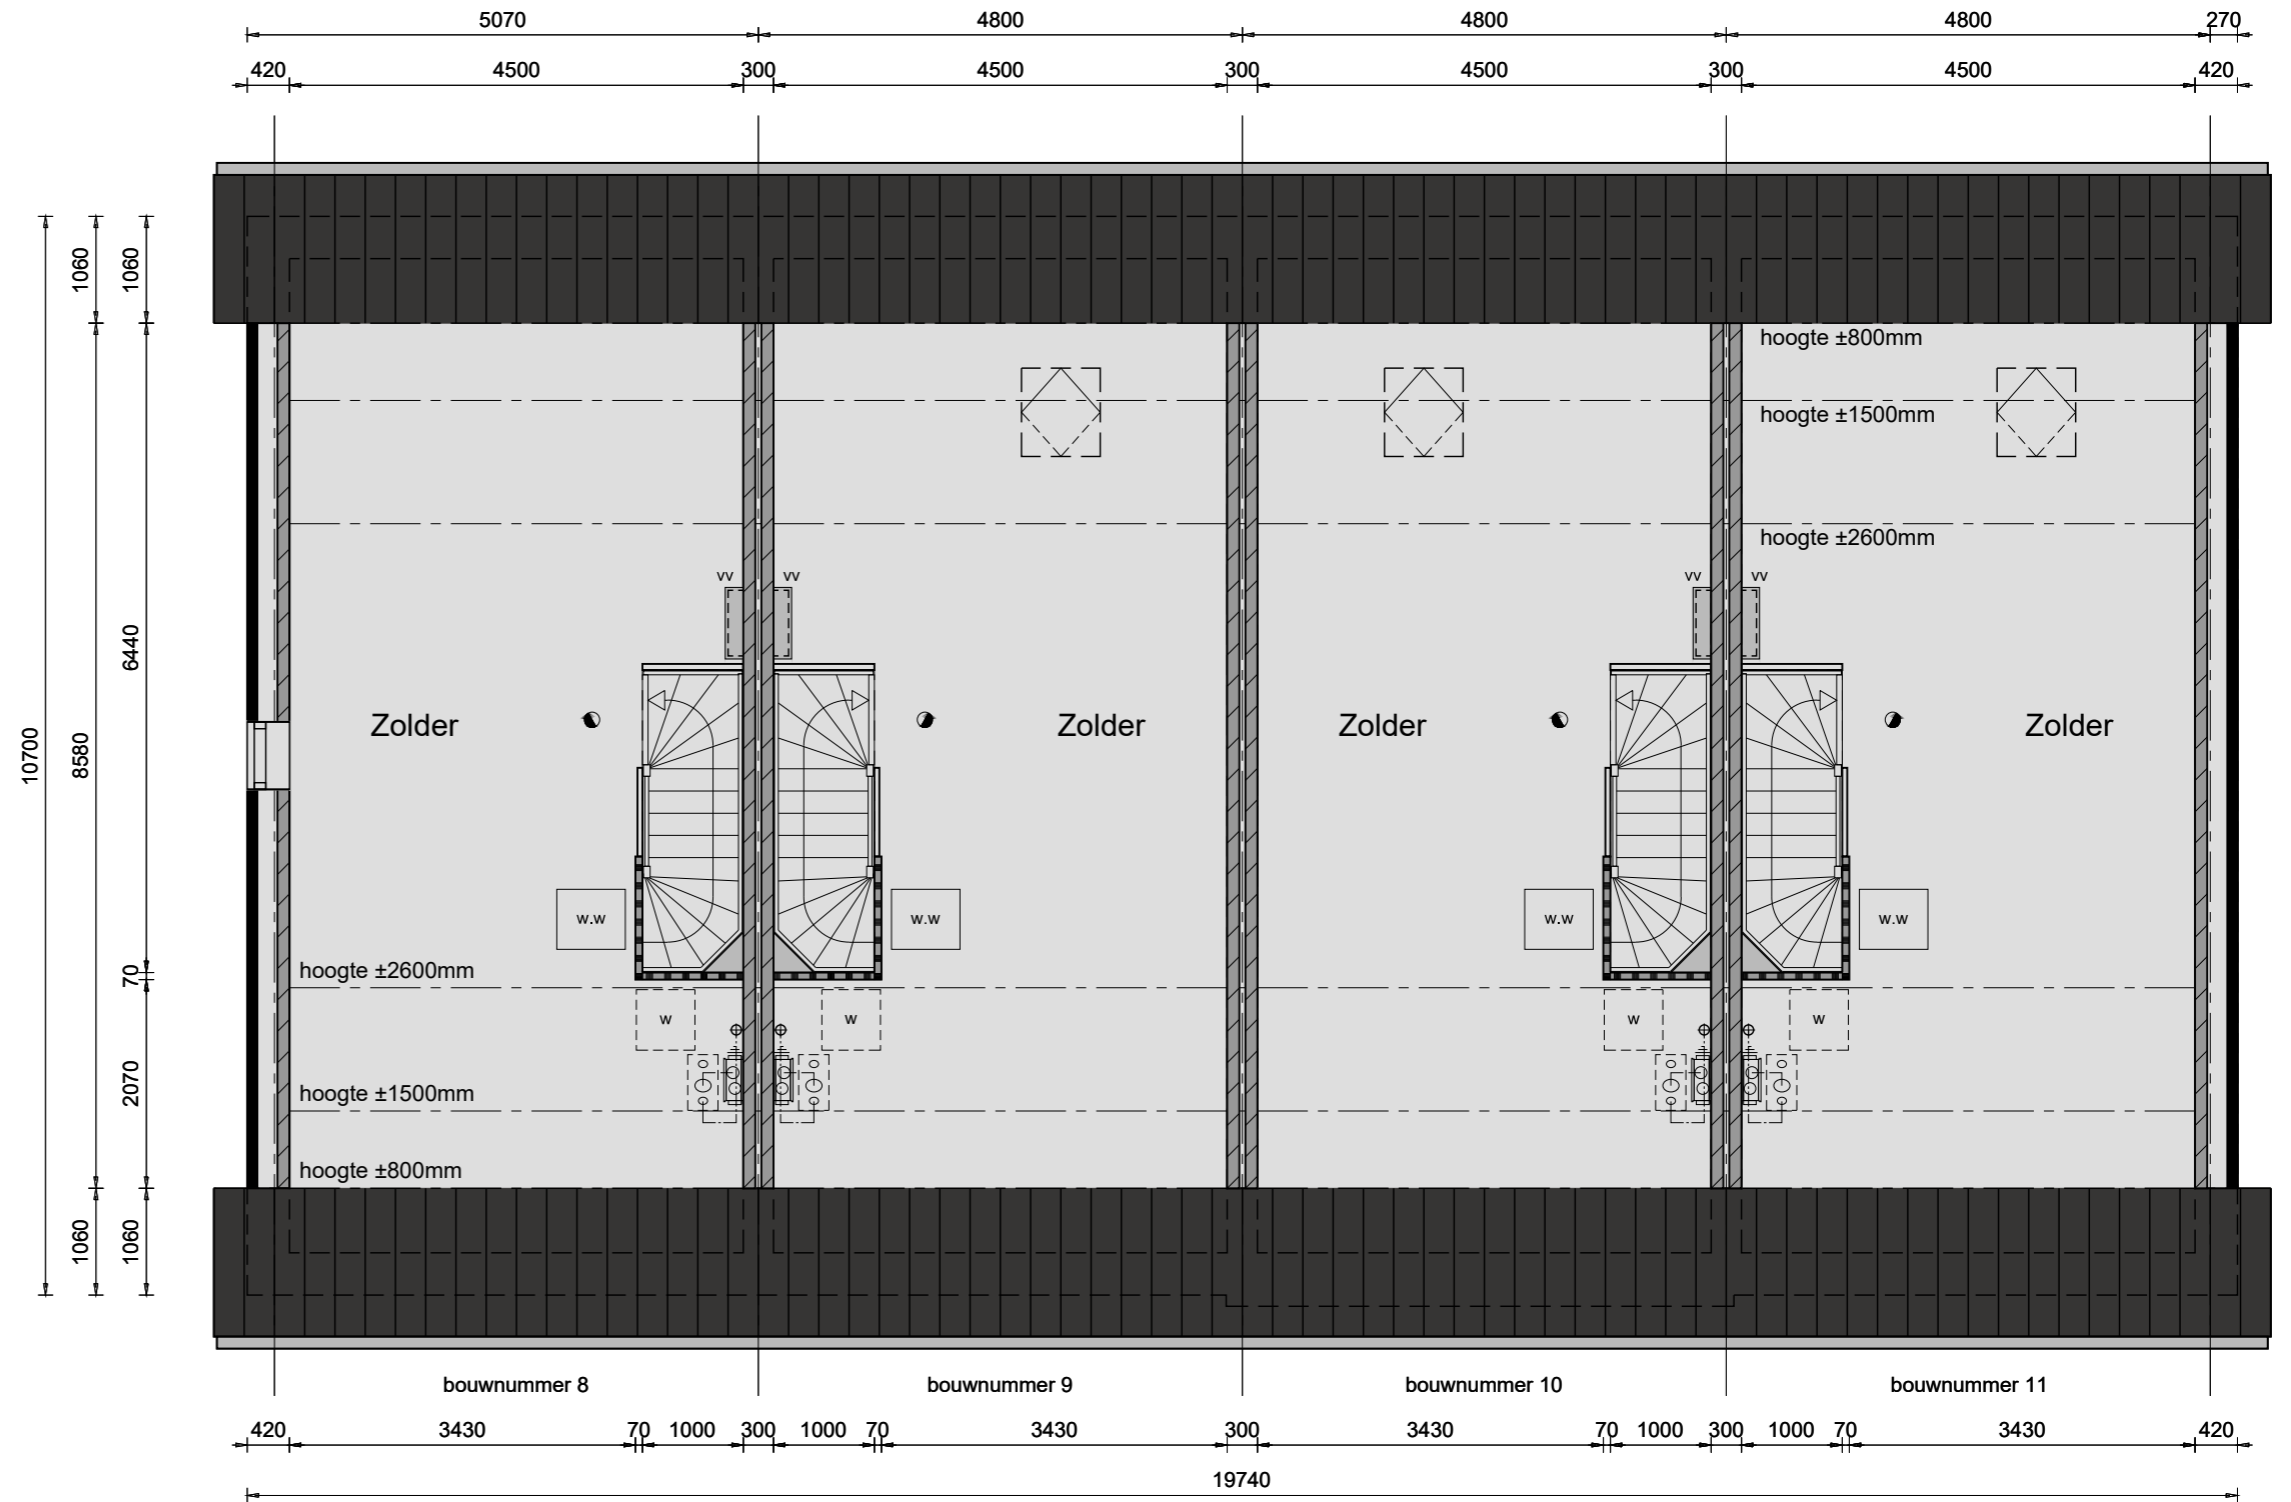 5070 4800 4800 4800 270
420 4500 300 4500 300 4500 300 4500 420
1060 1060
hoogte ±800mm
hoogte ±1500mm
hoogte ±2600mm
vv vv vv vv
6440
Zolder Zolder Zolder Zolder
10700 8580
w.w w.w w.w w.w
hoogte ±2600mm
70
w w w w
hoogte ±1500mm
2070
hoogte ±800mm
1060 1060
bouwnummer 8 bouwnummer 9 bouwnummer 10 bouwnummer 11
420 3430 70 1000 300 1000 70 3430 300 3430 70 1000 300 1000 70 3430 420
19740